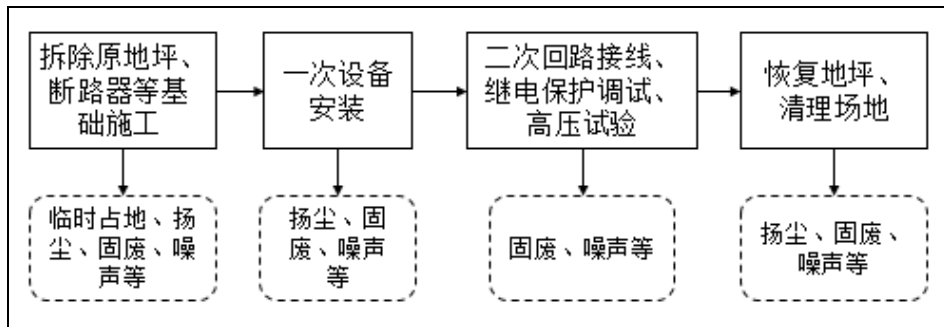 拆除原地坪、
断路器等基
础施工
一次设备
安装
二次回路接线、
继电保护调试、
高压试验
恢复地坪、
清理场地
临时占地、扬
尘、固废、噪
声等
扬尘、固
废、噪声
等
固废、噪声等
扬尘、固废、
噪声等